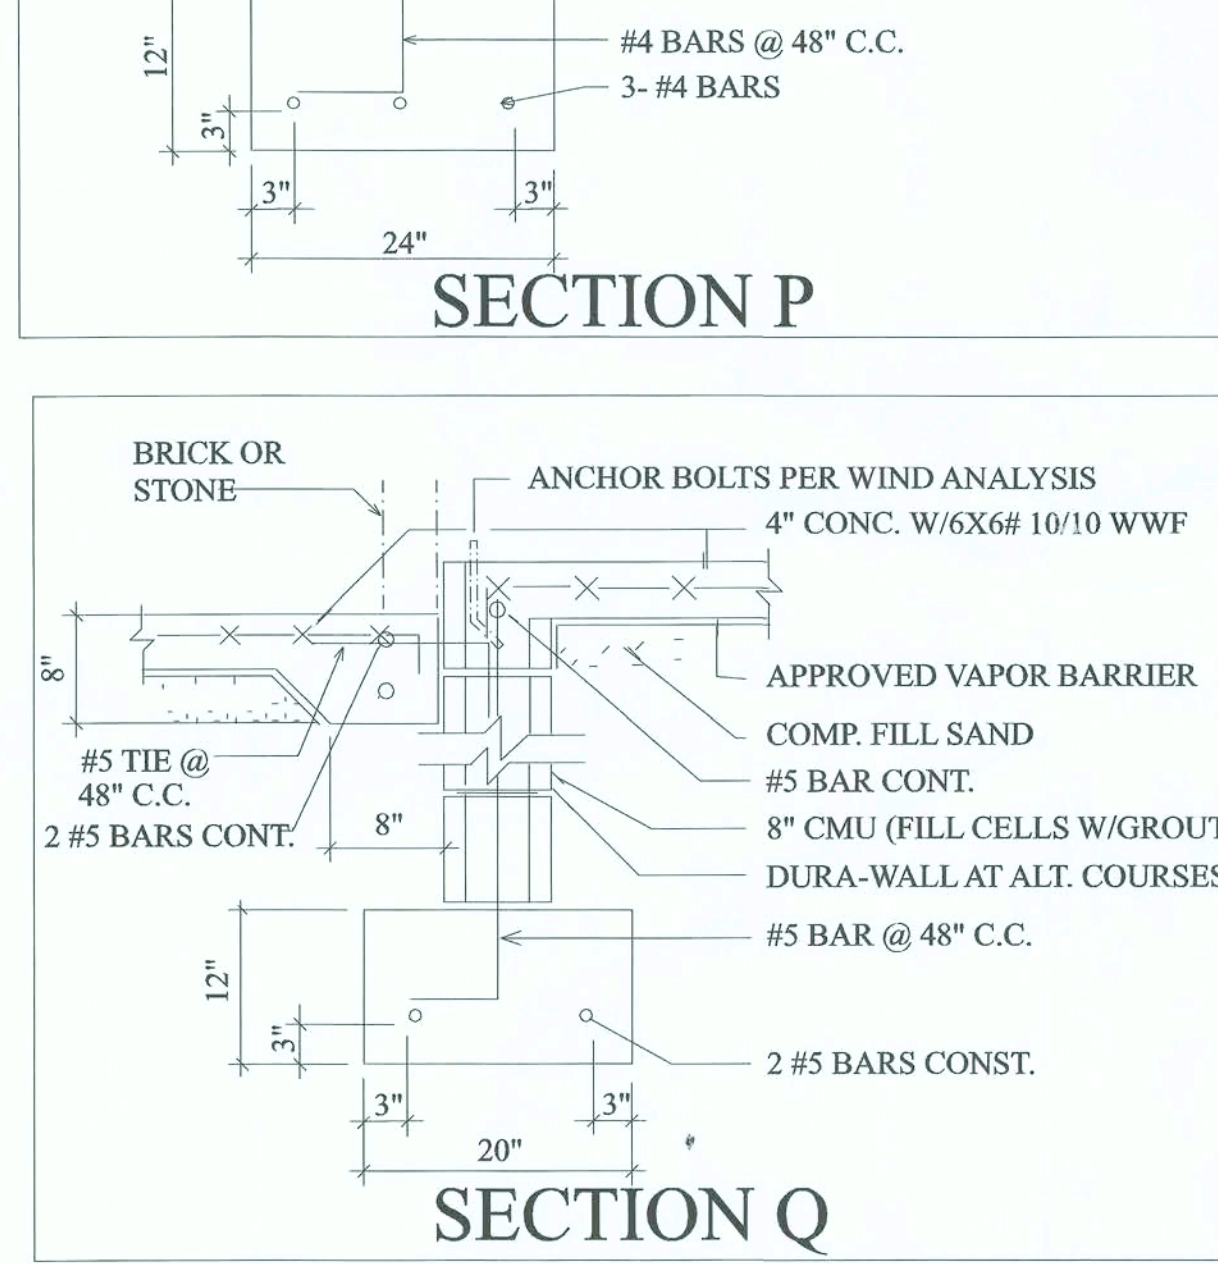 12"
#4 BARS @ 48" C.C.
3- #4 BARS
3"
3"
3"
24"
SECTION P
BRICK OR
STONE
ANCHOR BOLTS PER WIND ANALYSIS
4" CONC. W/6X6# 10/10 WWF
8"
APPROVED VAPOR BARRIER
COMP. FILL SAND
#5 TIE @
48" C.C.
#5 BAR CONT.
2 #5 BARS CONT.
8"
8" CMU (FILL CELLS W/GROUT
DURA-WALL AT ALT. COURSES
#5 BAR @ 48" C.C.
12"
3"
2 #5 BARS CONST.
3"
3"
20"
SECTION Q